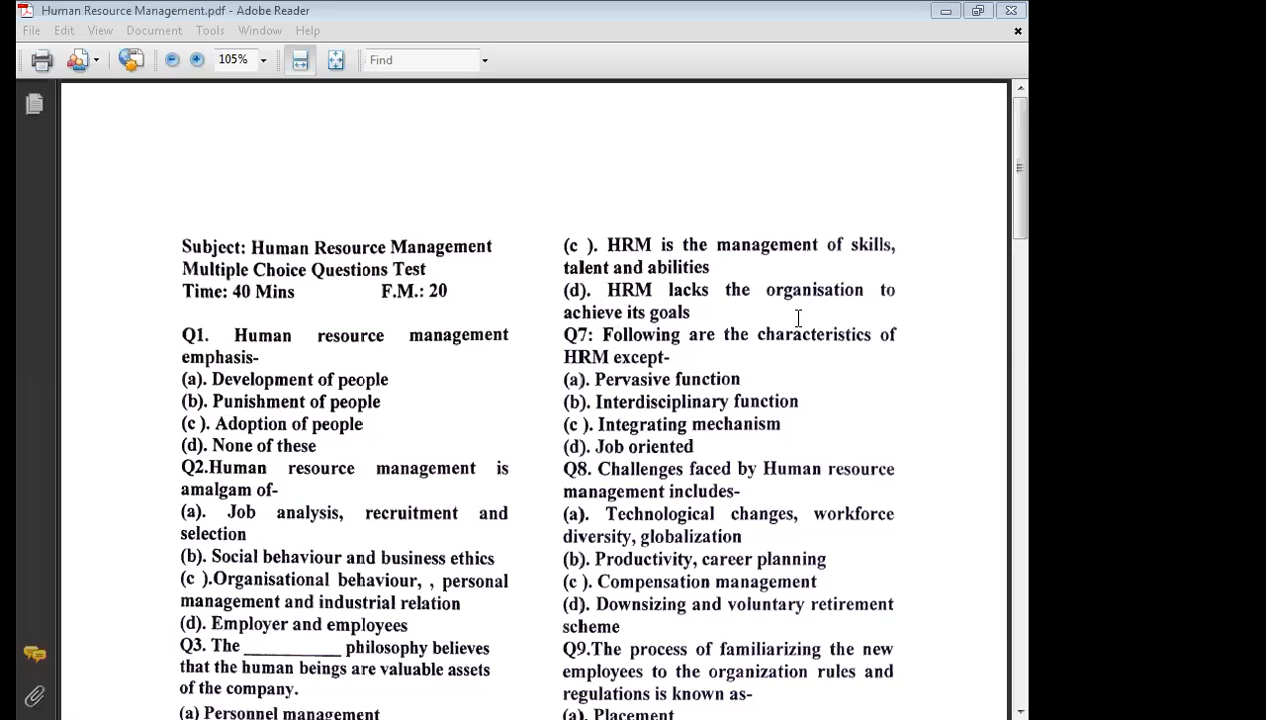 Human Resource Management.pdf - Adobe Reader
File Edit View Document Tools Window Help
105%
Find
Subject: Human Resource Management
Multiple Choice Questions Test
Time: 40 Mins F.M.: 20
Q1. Human resource management
emphasis-
(a). Development of people
(b). Punishment of people
(c ). Adoption of people
(d). None of these
Q2.Human resource management is
amalgam of-
(a). Job analysis, recruitment and
selection
(b). Social behaviour and business ethics
(c ).Organisational behaviour, , personal
management and industrial relation
(d). Employer and employees
Q3. The __________ philosophy believes
that the human beings are valuable assets
of the company.
(a) Personnel management
(c ). HRM is the management of skills,
talent and abilities
(d). HRM lacks the organisation to
achieve its goals
Q7: Following are the characteristics of
HRM except-
(a). Pervasive function
(b). Interdisciplinary function
(c ). Integrating mechanism
(d). Job oriented
Q8. Challenges faced by Human resource
management includes-
(a). Technological changes, workforce
diversity, globalization
(b). Productivity, career planning
(c ). Compensation management
(d). Downsizing and voluntary retirement
scheme
Q9.The process of familiarizing the new
employees to the organization rules and
regulations is known as-
(a). Placement